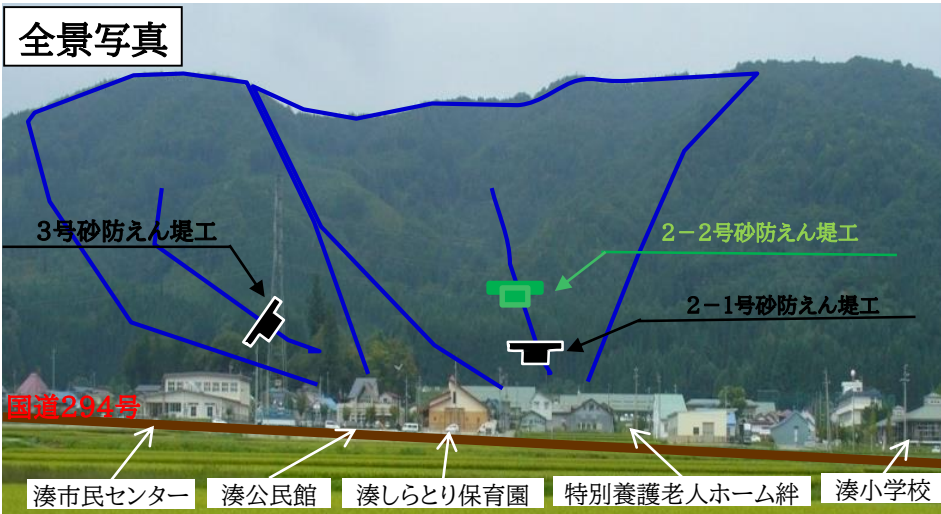 全景写真
3号砂防えん堤工
2－2号砂防えん堤工
2－1号砂防えん堤工
国道294号
湊市民センター
湊公民館
湊しらとり保育園
特別養護老人ホーム絆
湊小学校